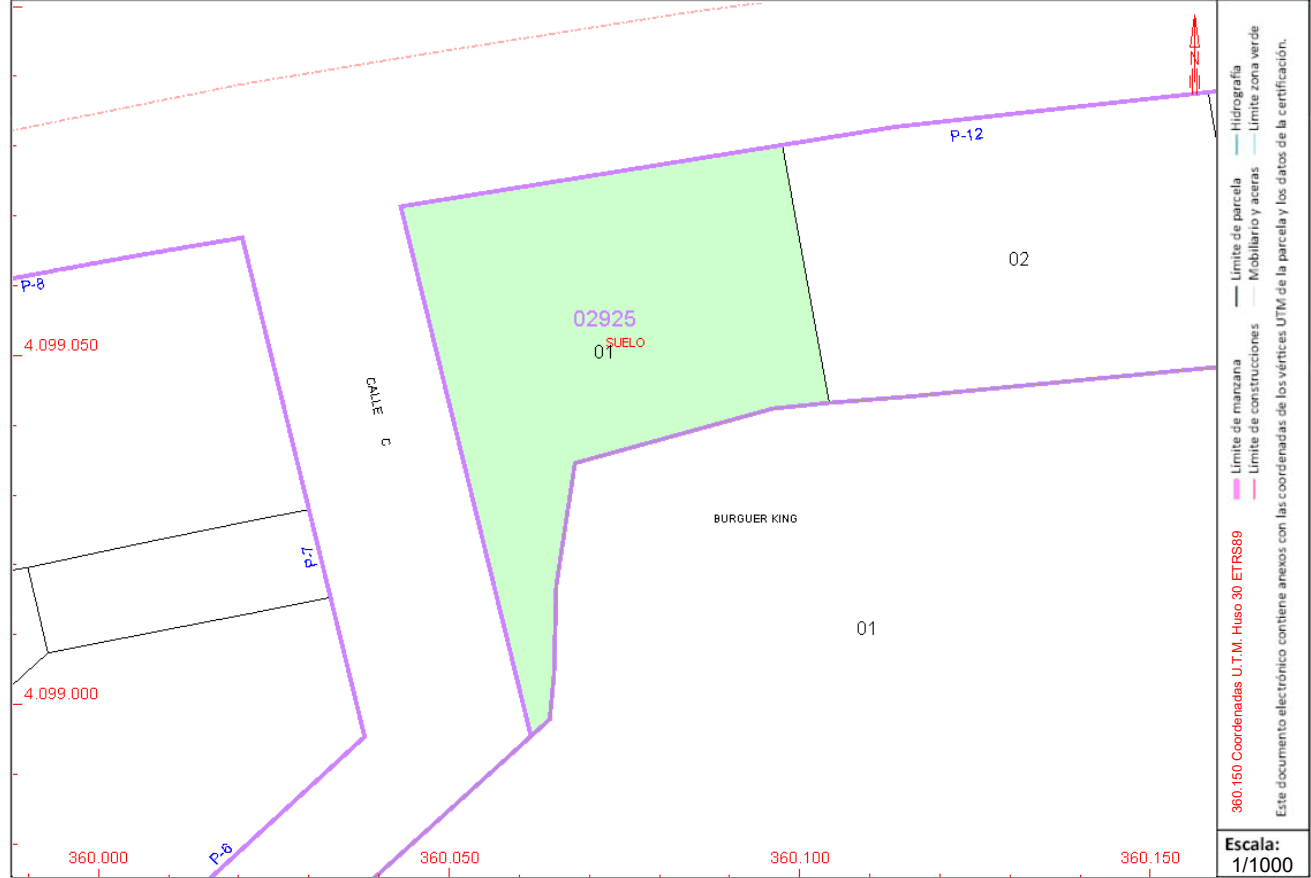 P-12
P-8
02
02925
SUELO
01
4.099.050
CALLE C
BURGUER KING
P-7
01
4.099.000
P-6
360.000
360.050
360.100
360.150
N
360.150 Coordenadas U.T.M. Huso 30 ETRS89
Límite de manzana
Límite de parcela
Hidrografía
Límite de construcciones
Mobiliario y aceras
Límite zona verde
Este documento electrónico contiene anexos con las coordenadas de los vértices UTM de la parcela y los datos de la certificación.
Escala:
1/1000